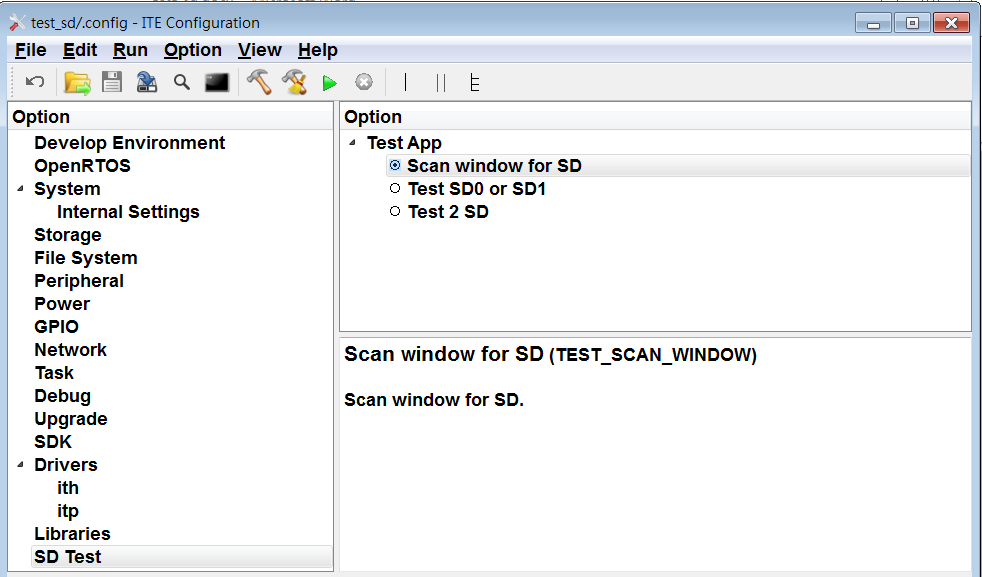 test_sd/.config - ITE Configuration
File Edit Run Option View Help
Option
Develop Environment
OpenRTOS
System
Internal Settings
Storage
File System
Peripheral
Power
GPIO
Network
Task
Debug
Upgrade
SDK
Drivers
ith
itp
Libraries
SD Test
Option
Test App
Scan window for SD
Test SD0 or SD1
Test 2 SD
Scan window for SD (TEST_SCAN_WINDOW)
Scan window for SD.